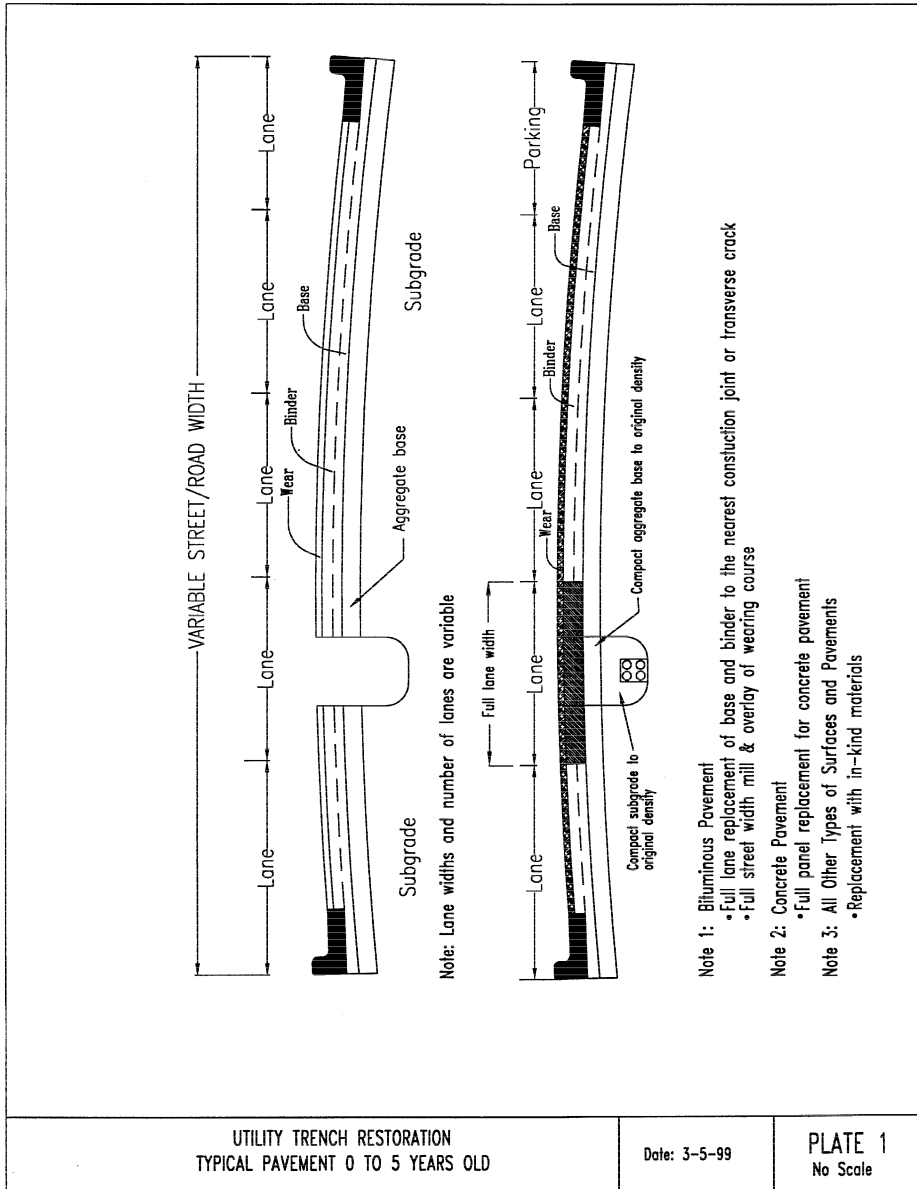 VARIABLE STREET/ROAD WIDTH
Lane
Lane
Lane
Lane
Lane
Wear
Binder
Base
Aggregate base
Subgrade
Subgrade
Note: Lane widths and number of lanes are variable
Full lane width
Lane
Lane
Lane
Lane
Parking
Wear
Binder
Base
Compact subgrade to
original density
Compact aggregate base to original density
Note 1: Bituminous Pavement
•Full lane replacement of base and binder to the nearest constuction joint or transverse crack
•Full street width mill & overlay of wearing course
Note 2: Concrete Pavement
•Full panel replacement for concrete pavement
Note 3: All Other Types of Surfaces and Pavements
•Replacement with in-kind materials
UTILITY TRENCH RESTORATION
TYPICAL PAVEMENT 0 TO 5 YEARS OLD
Date: 3-5-99
PLATE 1
No Scale